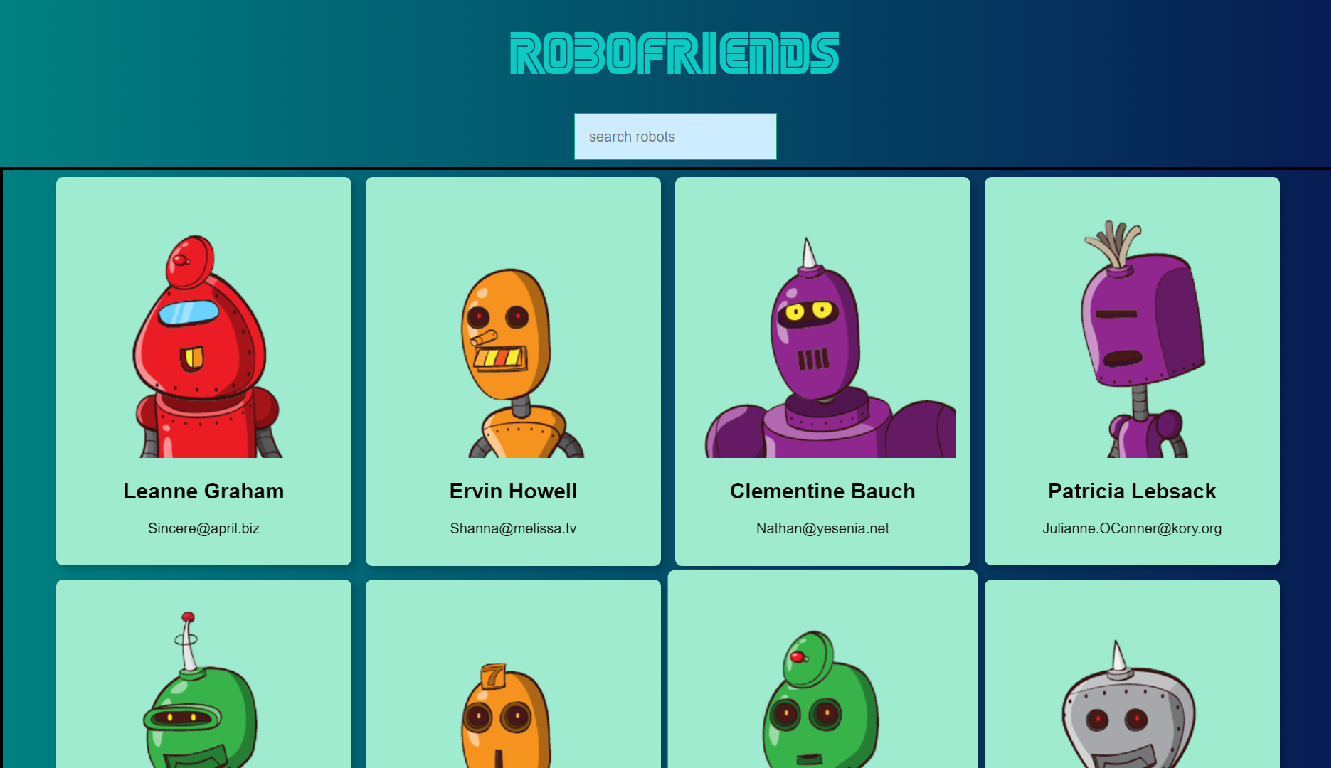 ROBOFRIENDS
search robots
Leanne Graham
Sincere@april.biz
Ervin Howell
Shanna@melissa.tv
Clementine Bauch
Nathan@yesenia.net
Patricia Lebsack
Julianne.OConner@kory.org
7